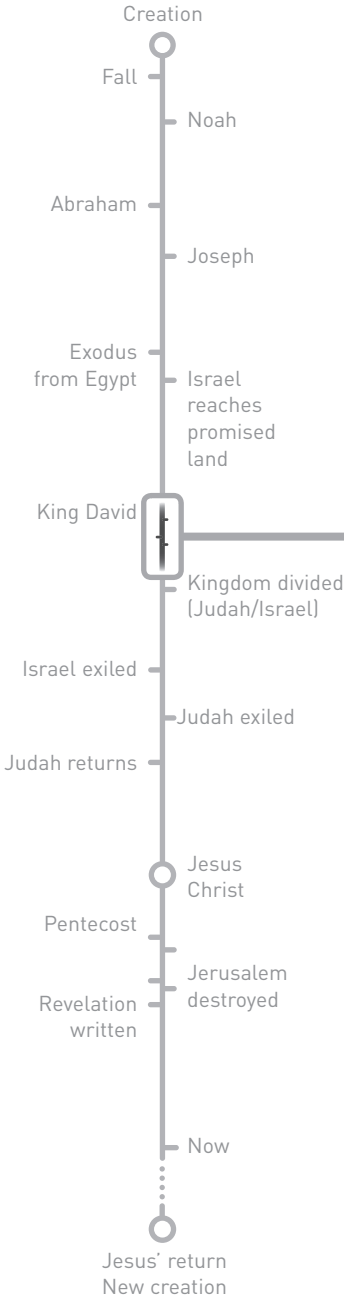 Creation
Fall
Noah
Abraham
Joseph
Exodus
from Egypt
Israel
reaches
promised
land
King David
Kingdom divided
(Judah/Israel)
Israel exiled
Judah exiled
Judah returns
Jesus
Christ
Pentecost
Jerusalem
destroyed
Revelation
written
Now
Jesus’ return
New creation